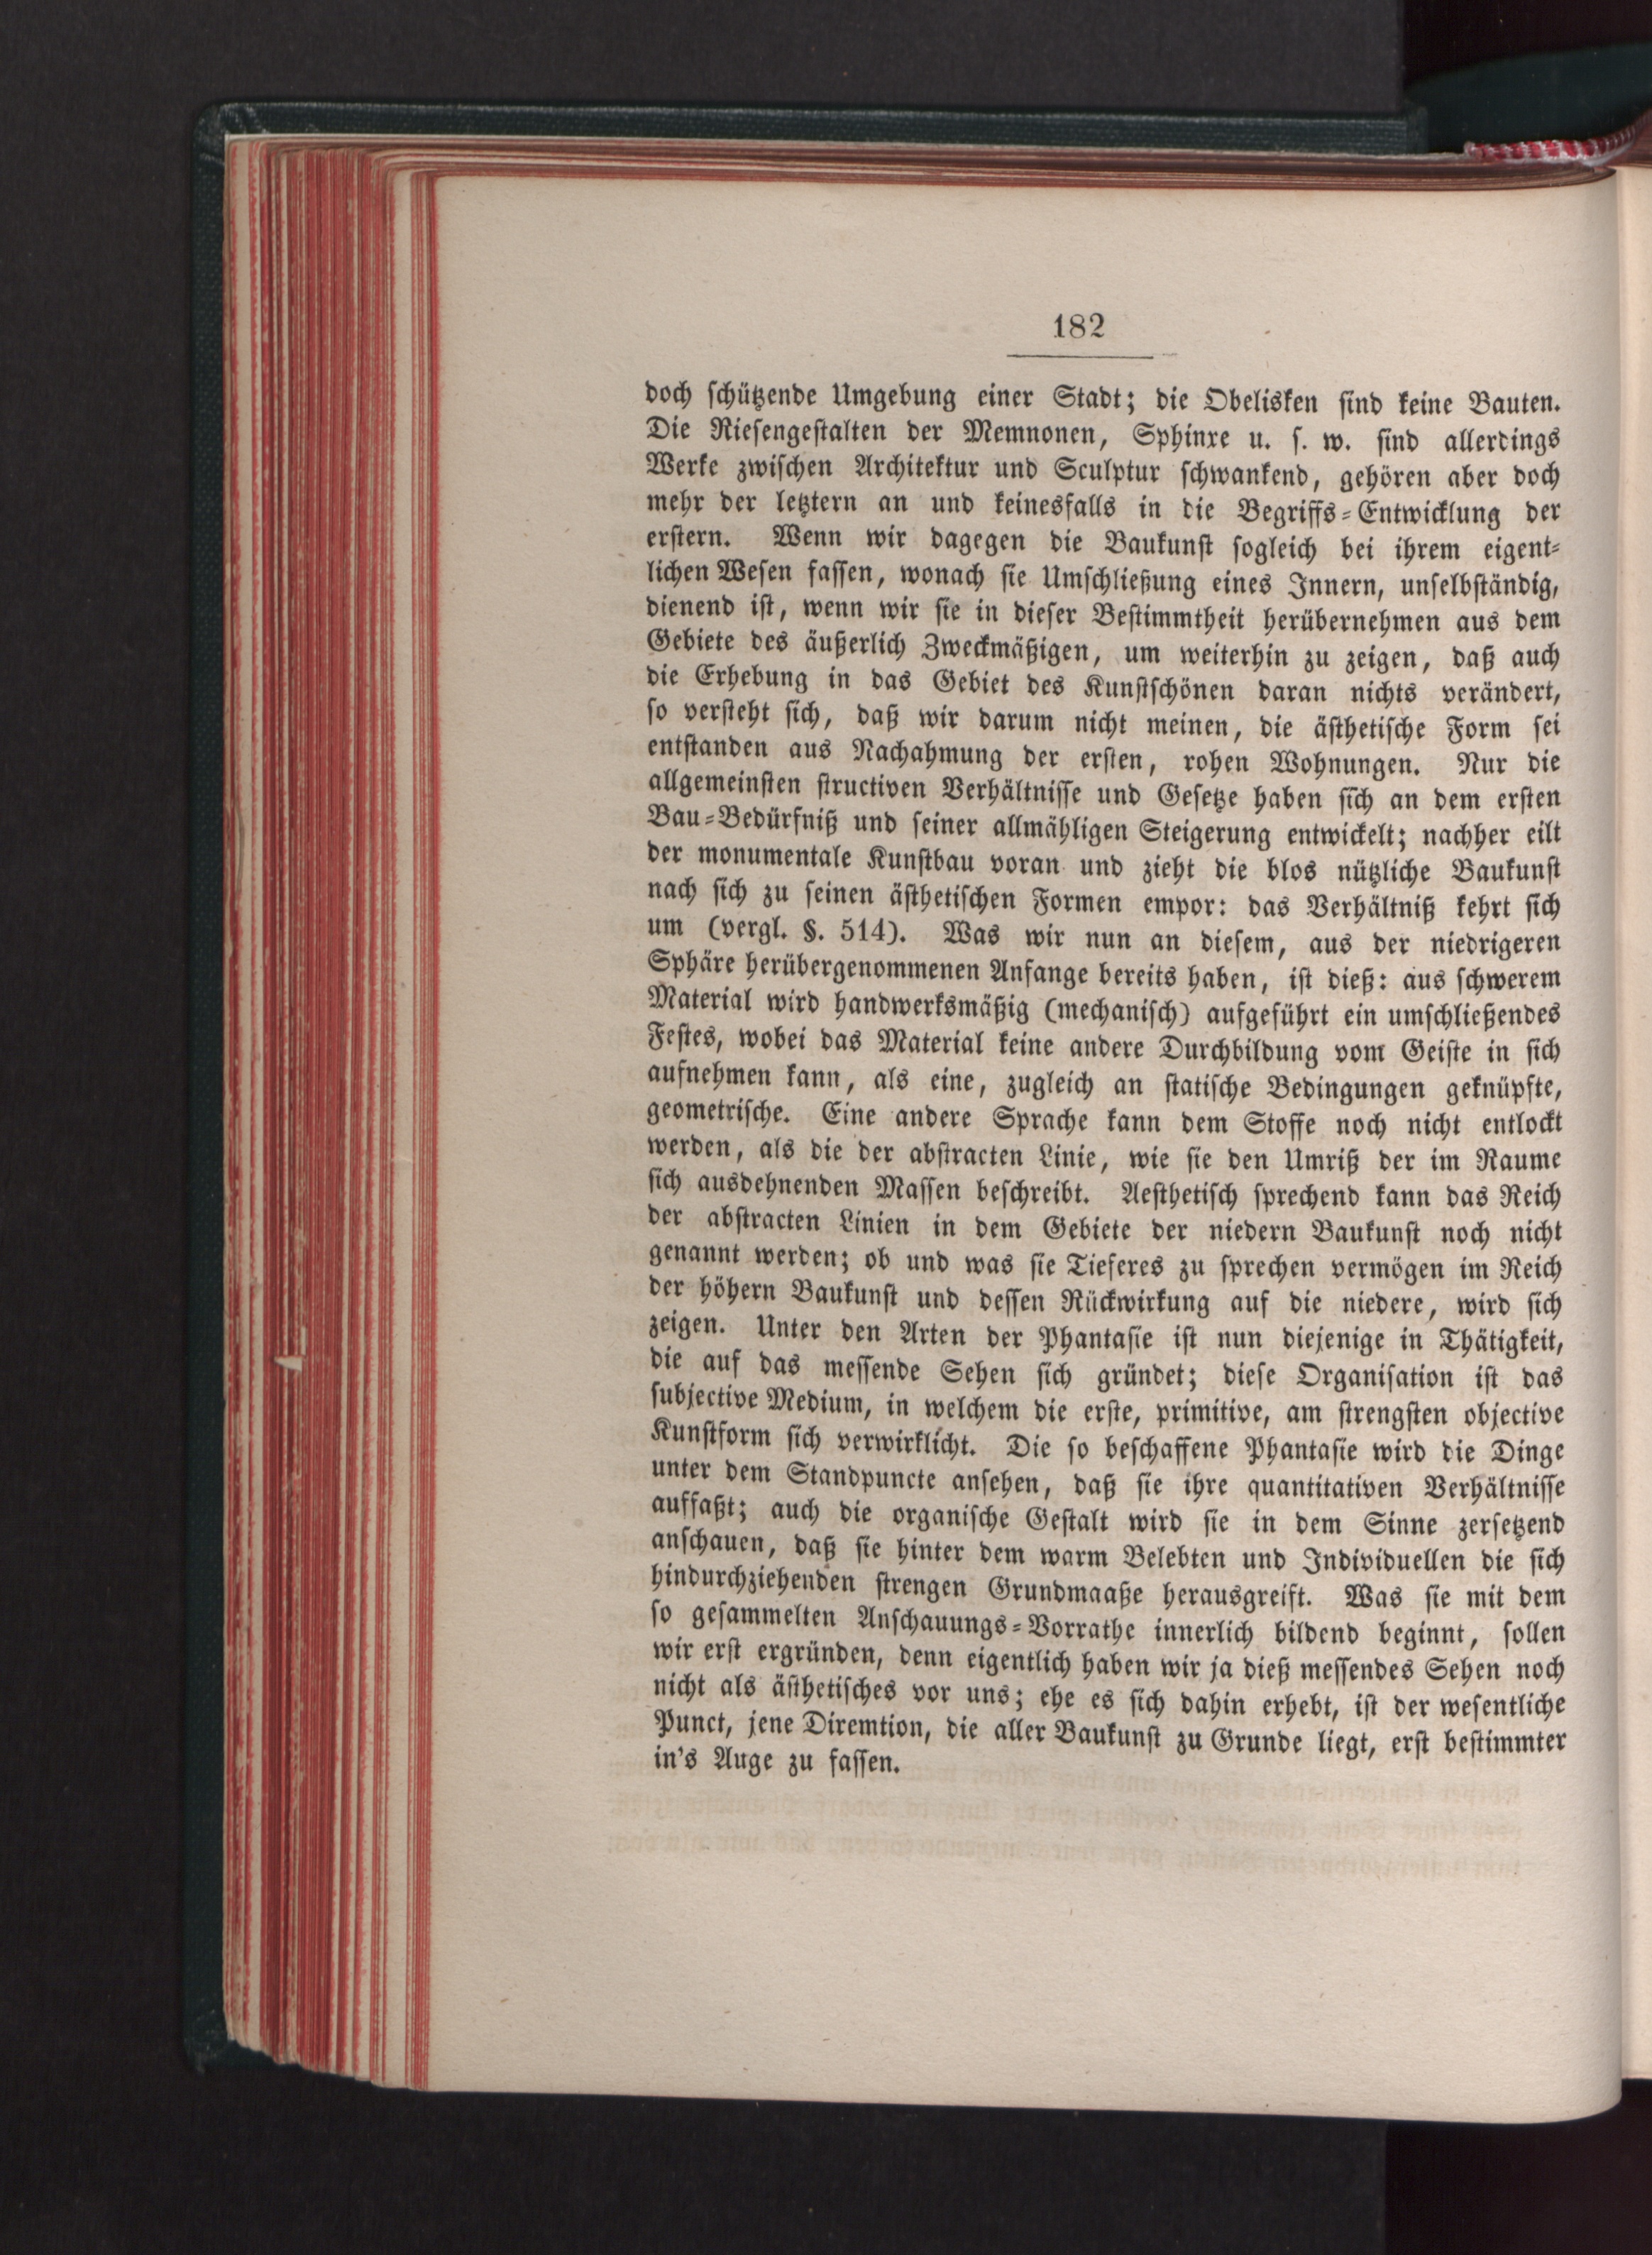 182
doch schützende Umgebung einer Stadt; die Obelisken sind keine Bauten.
Die Riesengestalten der Memnonen, Sphinxe u. s. w. sind allerdings
Werke zwischen Architektur und Sculptur schwankend, gehören aber doch
mehr der letztern an und keinesfalls in die Begriffs-Entwicklung der
erstern. Wenn wir dagegen die Baukunst sogleich bei ihrem eigent-
lichen Wesen fassen, wonach sie Umschließung eines Innern, unselbständig,
dienend ist, wenn wir sie in dieser Bestimmtheit herübernehmen aus dem
Gebiete des äußerlich Zweckmäßigen, um weiterhin zu zeigen, daß auch
die Erhebung in das Gebiet des Kunstschönen daran nichts verändert,
so versteht sich, daß wir darum nicht meinen, die ästhetische Form sei
entstanden aus Nachahmung der ersten, rohen Wohnungen. Nur die
allgemeinsten structiven Verhältnisse und Gesetze haben sich an dem ersten
Bau-Bedürfniß und seiner allmähligen Steigerung entwickelt; nachher eilt
der monumentale Kunstbau voran und zieht die blos nützliche Baukunst
nach sich zu seinen ästhetischen Formen empor: das Verhältniß kehrt sich
um (vergl. §. 514). Was wir nun an diesem, aus der niedrigeren
Sphäre herübergenommenen Anfange bereits haben, ist dieß: aus schwerem
Material wird handwerksmäßig (mechanisch) aufgeführt ein umschließendes
Festes, wobei das Material keine andere Durchbildung vom Geiste in sich
aufnehmen kann, als eine, zugleich an statische Bedingungen geknüpfte,
geometrische. Eine andere Sprache kann dem Stoffe noch nicht entlockt
werden, als die der abstracten Linie, wie sie den Umriß der im Raume
sich ausdehnenden Massen beschreibt. Aesthetisch sprechend kann das Reich
der abstracten Linien in dem Gebiete der niedern Baukunst noch nicht
genannt werden; ob und was sie Tieferes zu sprechen vermögen im Reich
der höhern Baukunst und dessen Rückwirkung auf die niedere, wird sich
zeigen. Unter den Arten der Phantasie ist nun diejenige in Thätigkeit,
die auf das messende Sehen sich gründet; diese Organisation ist das
subjective Medium, in welchem die erste, primitive, am strengsten objective
Kunstform sich verwirklicht. Die so beschaffene Phantasie wird die Dinge
unter dem Standpuncte ansehen, daß sie ihre quantitativen Verhältnisse
auffaßt; auch die organische Gestalt wird sie in dem Sinne zersetzend
anschauen, daß sie hinter dem warm Belebten und Individuellen die sich
hindurchziehenden strengen Grundmaaße herausgreift. Was sie mit dem
so gesammelten Anschauungs-Vorrathe innerlich bildend beginnt, sollen
wir erst ergründen, denn eigentlich haben wir ja dieß messendes Sehen noch
nicht als ästhetisches vor uns; ehe es sich dahin erhebt, ist der wesentliche
Punct, jene Diremtion, die aller Baukunst zu Grunde liegt, erst bestimmter
in's Auge zu fassen.